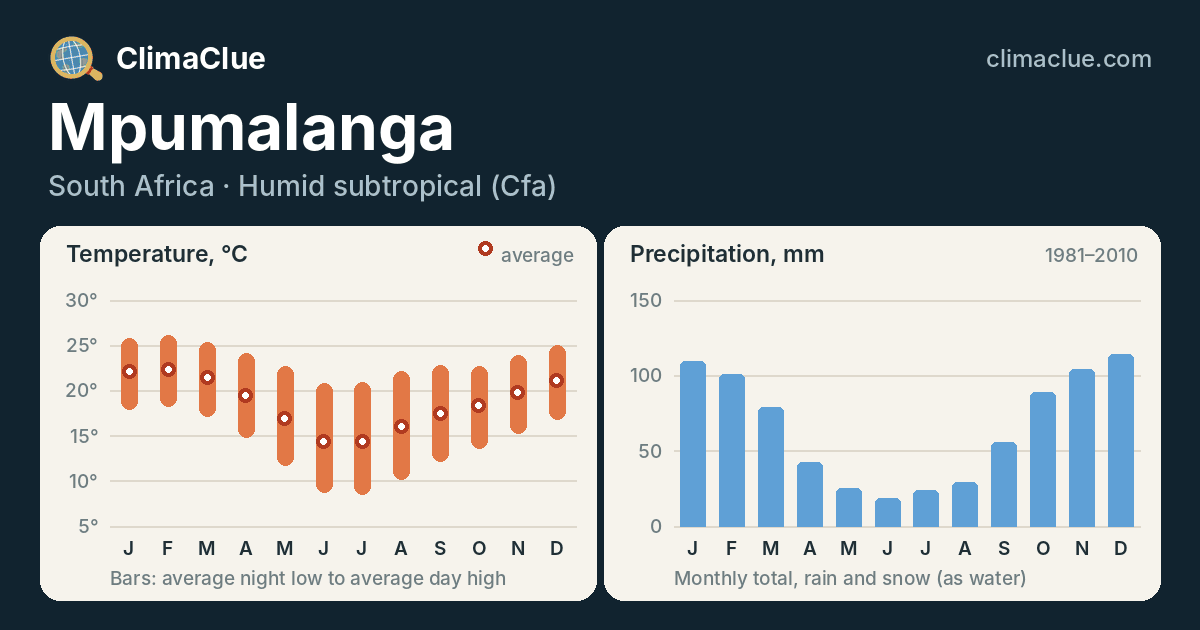 ClimaClue
climaclue.com
Mpumalanga
South Africa · Humid subtropical (Cfa)
Temperature, °C
average
30°
25°
20°
15°
10°
5°
J F M A M J J A S O N D
Bars: average night low to average day high
Precipitation, mm
1981–2010
150
100
50
0
J F M A M J J A S O N D
Monthly total, rain and snow (as water)